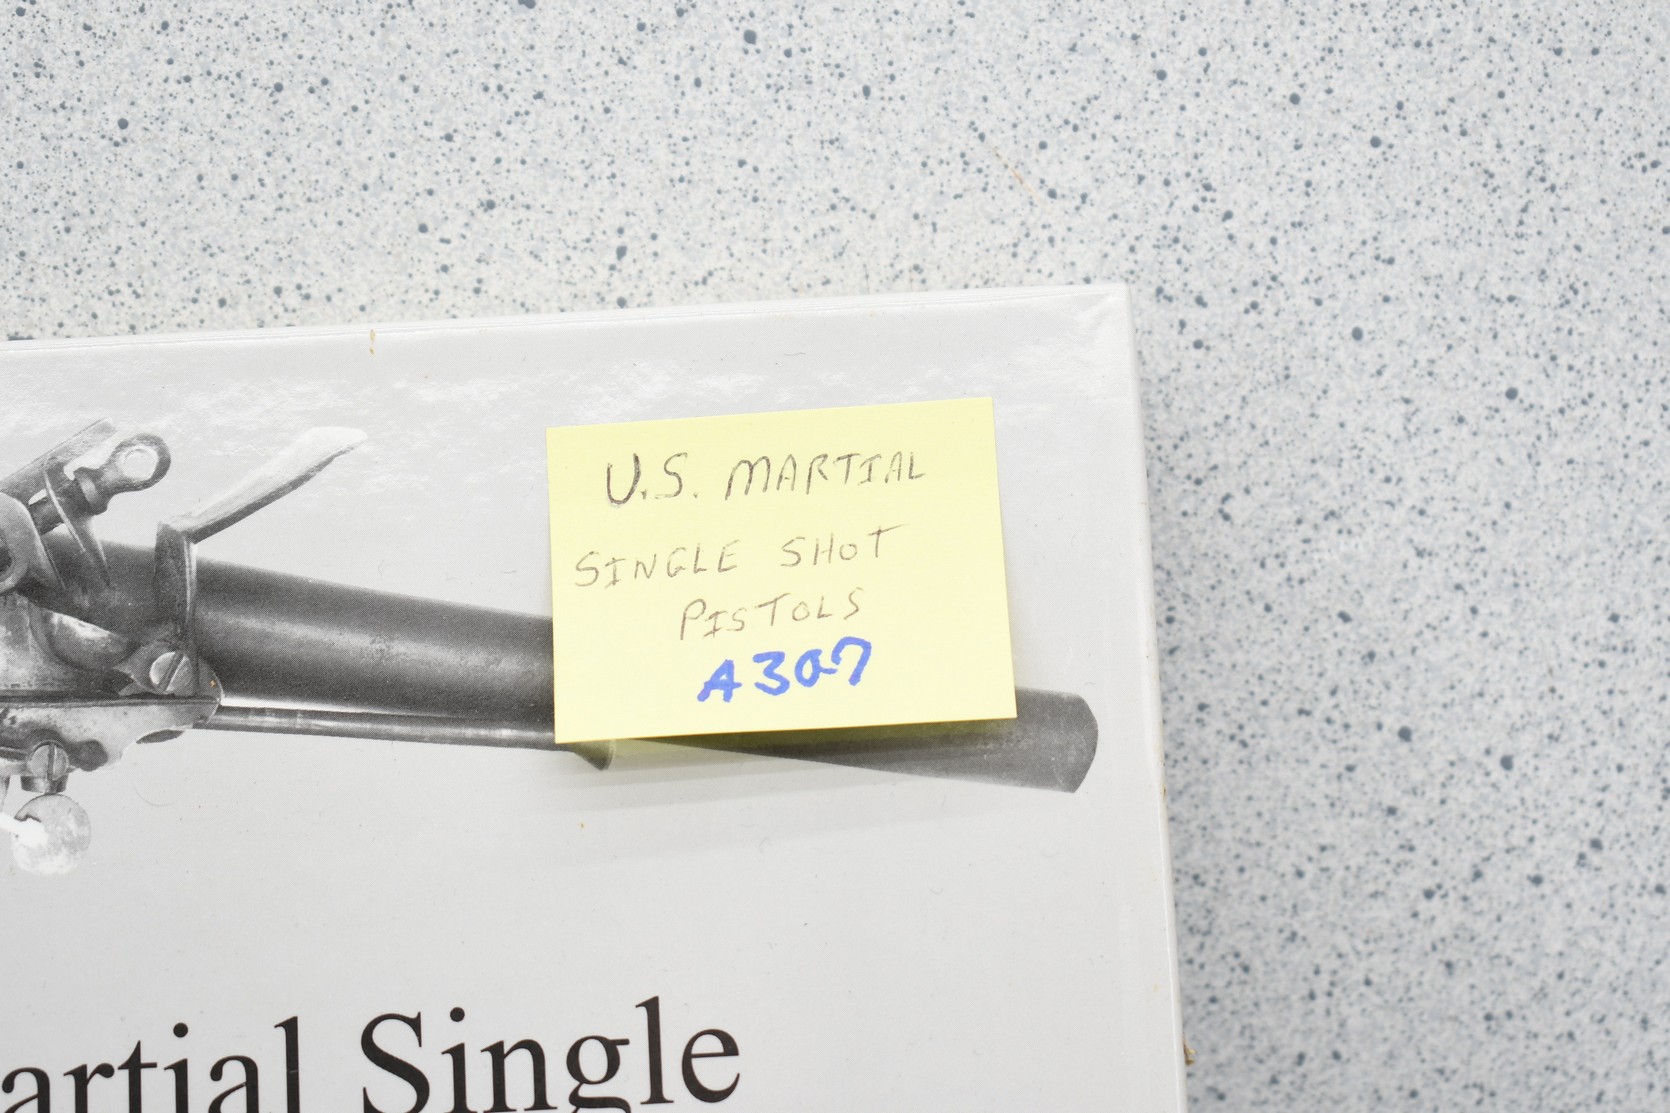 U.S. MARTIAL
SINGLE SHOT
PISTOLS
A307
artial Single